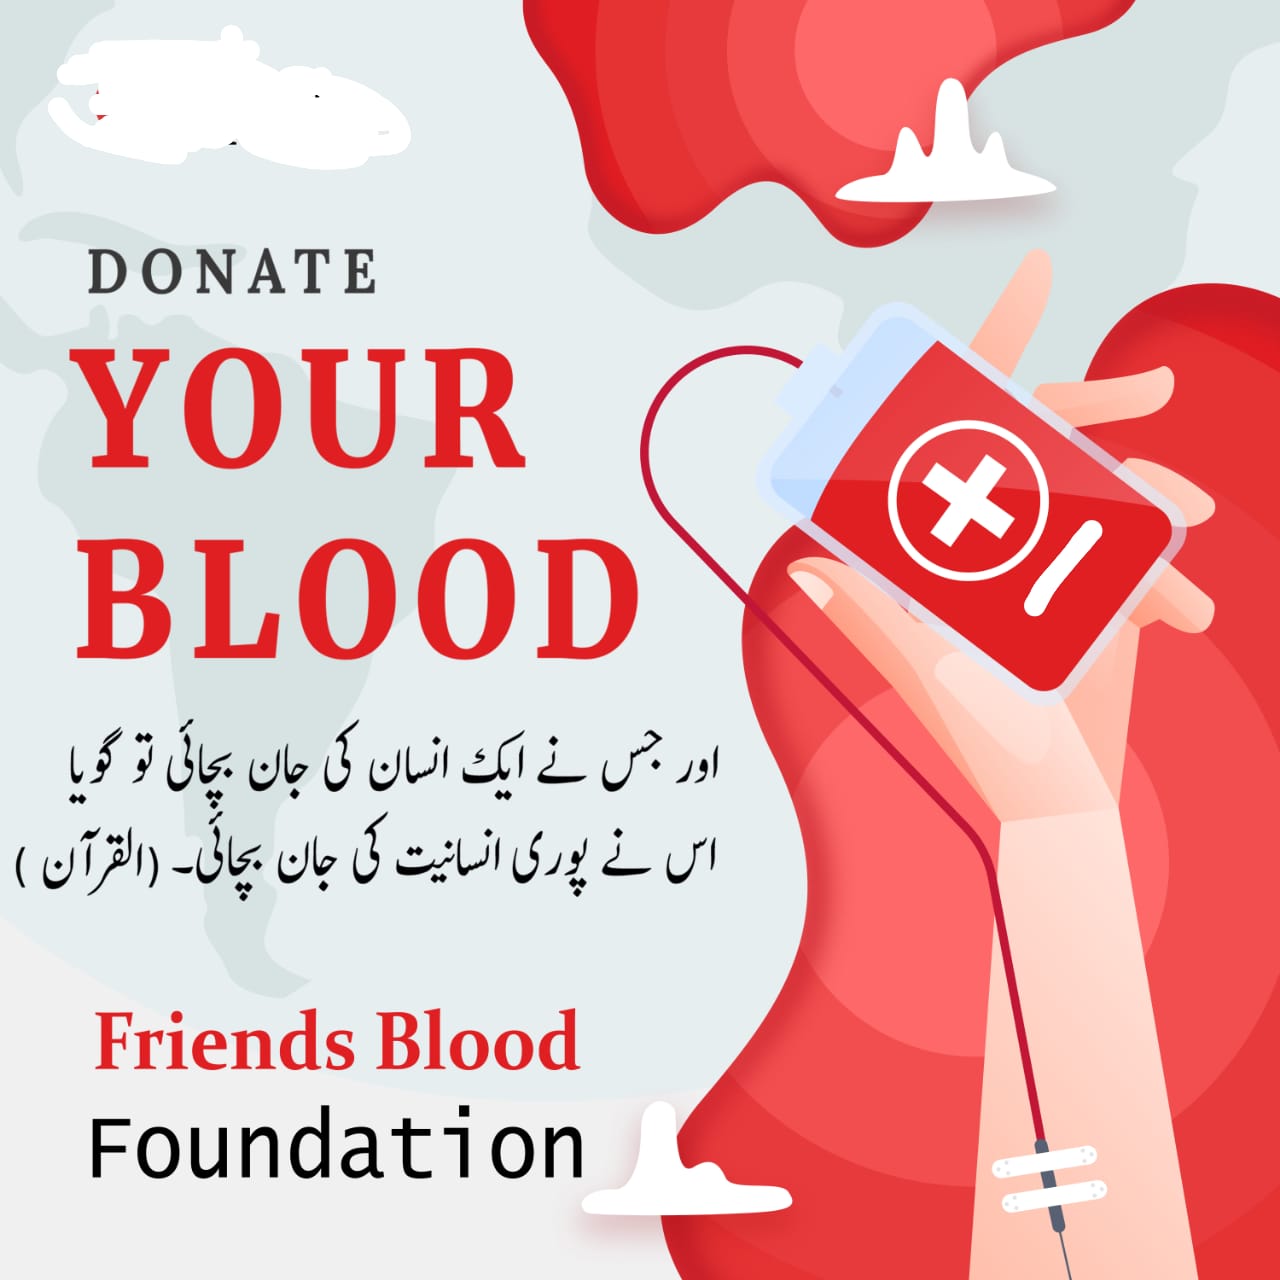 DONATE
YOUR
BLOOD
اور جس نے ایک انسان کی جان بچائی تو گویا
اس نے پوری انسانیت کی جان بچائی۔ (القرآن )
Friends Blood
Foundation